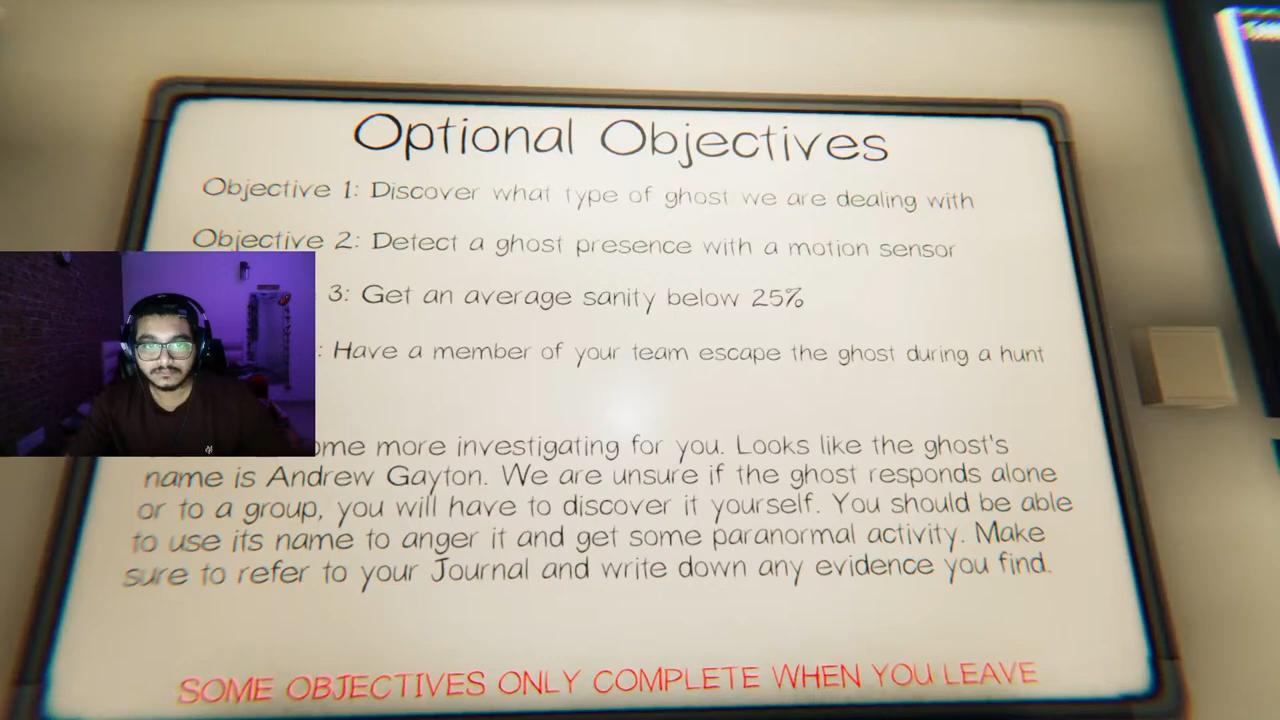 Optional Objectives
Objective 1: Discover what type of ghost we are dealing with
Objective 2: Detect a ghost presence with a motion sensor
3: Get an average sanity below 25%
: Have a member of your team escape the ghost during a hunt
more investigating for you. Looks like the ghost's
name is Andrew Gayton. We are unsure if the ghost responds alone
or to a group, you will have to discover it yourself. You should be able
to use its name to anger it and get some paranormal activity. Make
sure to refer to your Journal and write down any evidence you find.
SOME OBJECTIVES ONLY COMPLETE WHEN YOU LEAVE